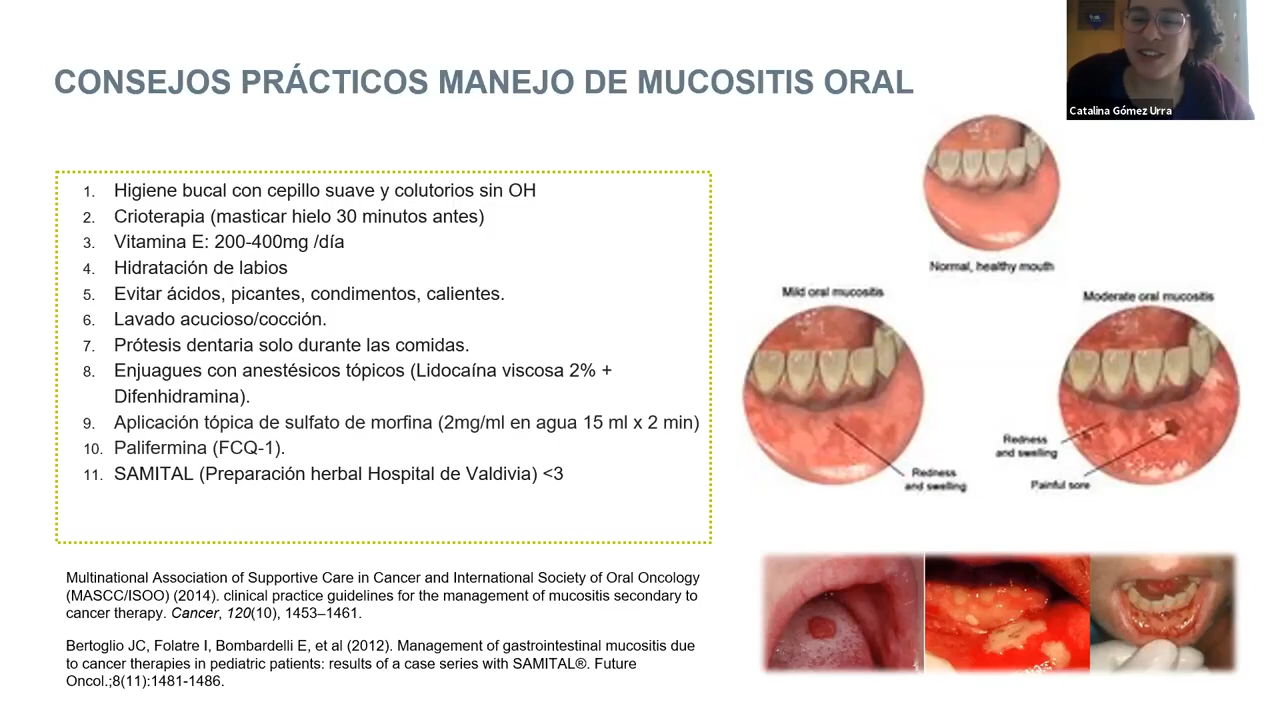 CONSEJOS PRÁCTICOS MANEJO DE MUCOSITIS ORAL
Catalina Gómez Urra
1. Higiene bucal con cepillo suave y colutorios sin OH
2. Crioterapia (masticar hielo 30 minutos antes)
3. Vitamina E: 200-400mg /día
4. Hidratación de labios
5. Evitar ácidos, picantes, condimentos, calientes.
6. Lavado acucioso/cocción.
7. Prótesis dentaria solo durante las comidas.
8. Enjuagues con anestésicos tópicos (Lidocaína viscosa 2% +
Difenhidramina).
9. Aplicación tópica de sulfato de morfina (2mg/ml en agua 15 ml x 2 min)
10. Palifermina (FCQ-1).
11. SAMITAL (Preparación herbal Hospital de Valdivia) <3
Normal, healthy mouth
Mild oral mucositis
Redness
and swelling
Moderate oral mucositis
Redness
and swelling
Painful sore
Multinational Association of Supportive Care in Cancer and International Society of Oral Oncology
(MASCC/ISOO) (2014). clinical practice guidelines for the management of mucositis secondary to
cancer therapy. Cancer, 120(10), 1453–1461.
Bertoglio JC, Folatre I, Bombardelli E, et al (2012). Management of gastrointestinal mucositis due
to cancer therapies in pediatric patients: results of a case series with SAMITAL®. Future
Oncol.;8(11):1481-1486.